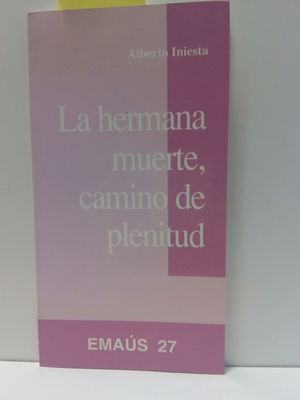 Alberto Iniesta
La hermana
muerte,
camino de
plenitud
EMAÚS 27